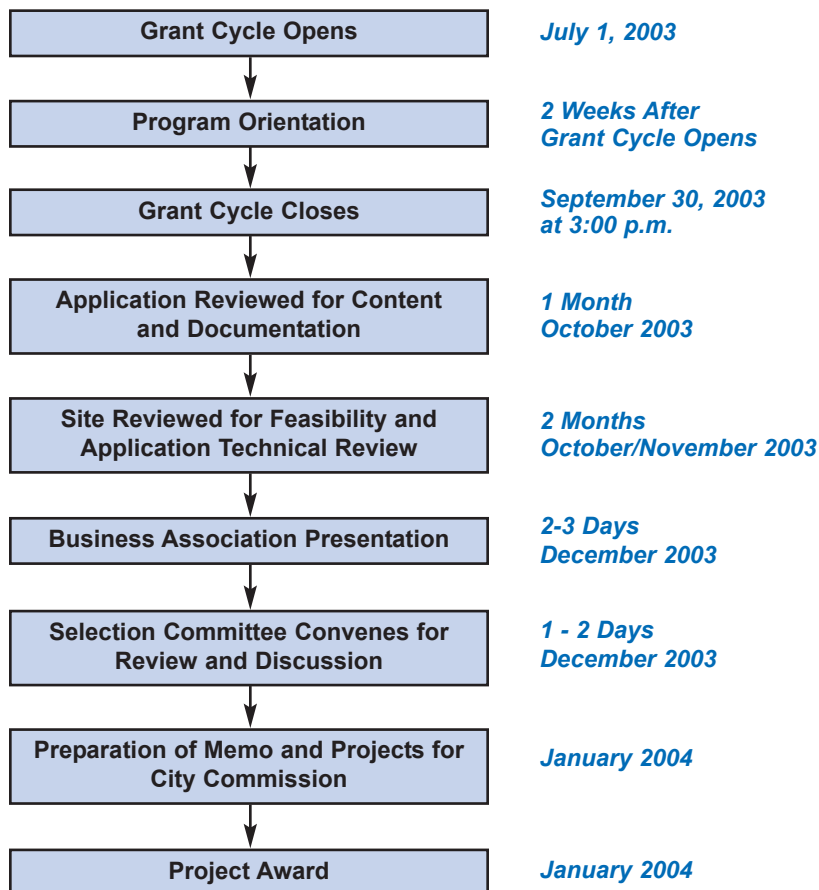 Grant Cycle Opens
July 1, 2003
Program Orientation
2 Weeks After
Grant Cycle Opens
Grant Cycle Closes
September 30, 2003
at 3:00 p.m.
Application Reviewed for Content
and Documentation
1 Month
October 2003
Site Reviewed for Feasibility and
Application Technical Review
2 Months
October/November 2003
Business Association Presentation
2-3 Days
December 2003
Selection Committee Convenes for
Review and Discussion
1 - 2 Days
December 2003
Preparation of Memo and Projects for
City Commission
January 2004
Project Award
January 2004